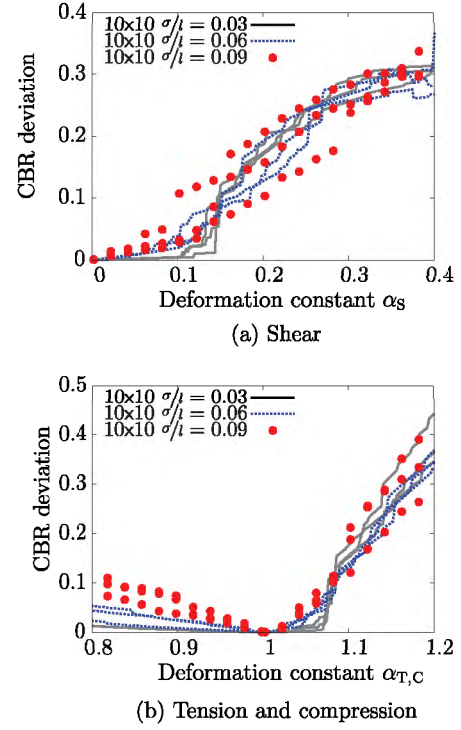 10×10 σ/l = 0.03
10×10 σ/l = 0.06
10×10 σ/l = 0.09
CBR deviation
0.3
0.2
0.1
0
0 0.1 0.2 0.3 0.4
Deformation constant αS
(a) Shear
10×10 σ/l = 0.03
10×10 σ/l = 0.06
10×10 σ/l = 0.09
CBR deviation
0.5
0.4
0.3
0.2
0.1
0
0.8 0.9 1 1.1 1.2
Deformation constant αT,C
(b) Tension and compression